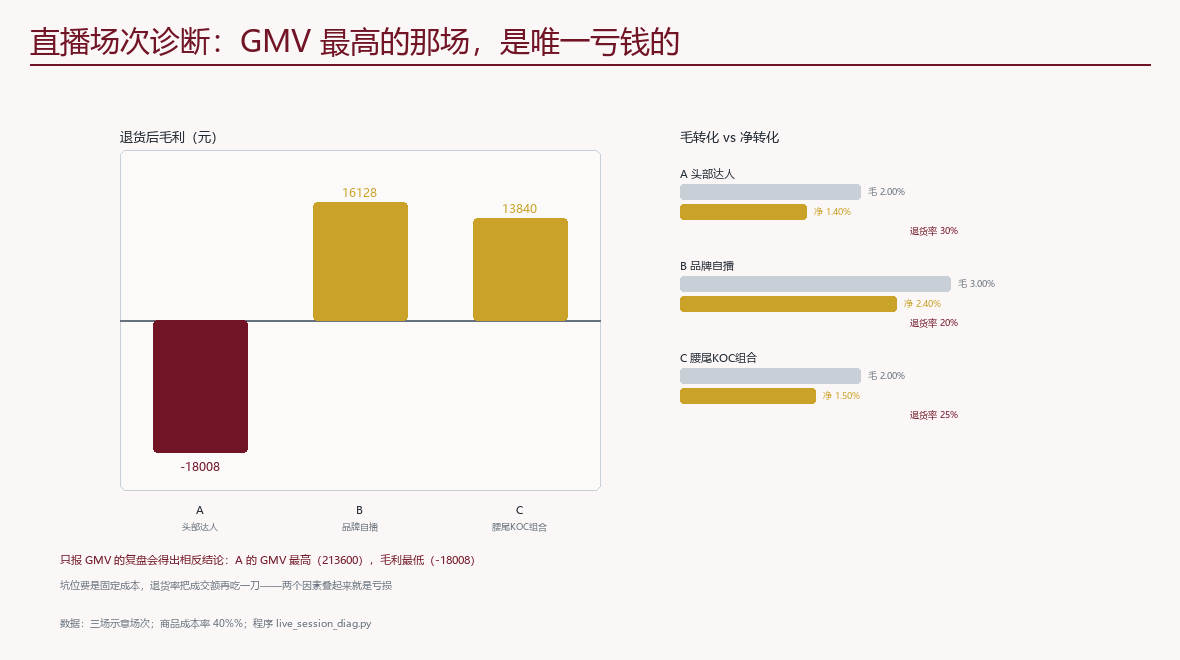 直播场次诊断：GMV 最高的那场，是唯一亏钱的
退货后毛利（元）
16128
13840
-18008
A
头部达人
B
品牌自播
C
腰尾KOC组合
毛转化 vs 净转化
A 头部达人
毛 2.00%
净 1.40%
退货率 30%
B 品牌自播
毛 3.00%
净 2.40%
退货率 20%
C 腰尾KOC组合
毛 2.00%
净 1.50%
退货率 25%
只报 GMV 的复盘会得出相反结论：A 的 GMV 最高（213600），毛利最低（-18008）
坑位费是固定成本，退货率把成交额再吃一刀——两个因素叠起来就是亏损
数据：三场示意场次；商品成本率 40%%；程序 live_session_diag.py